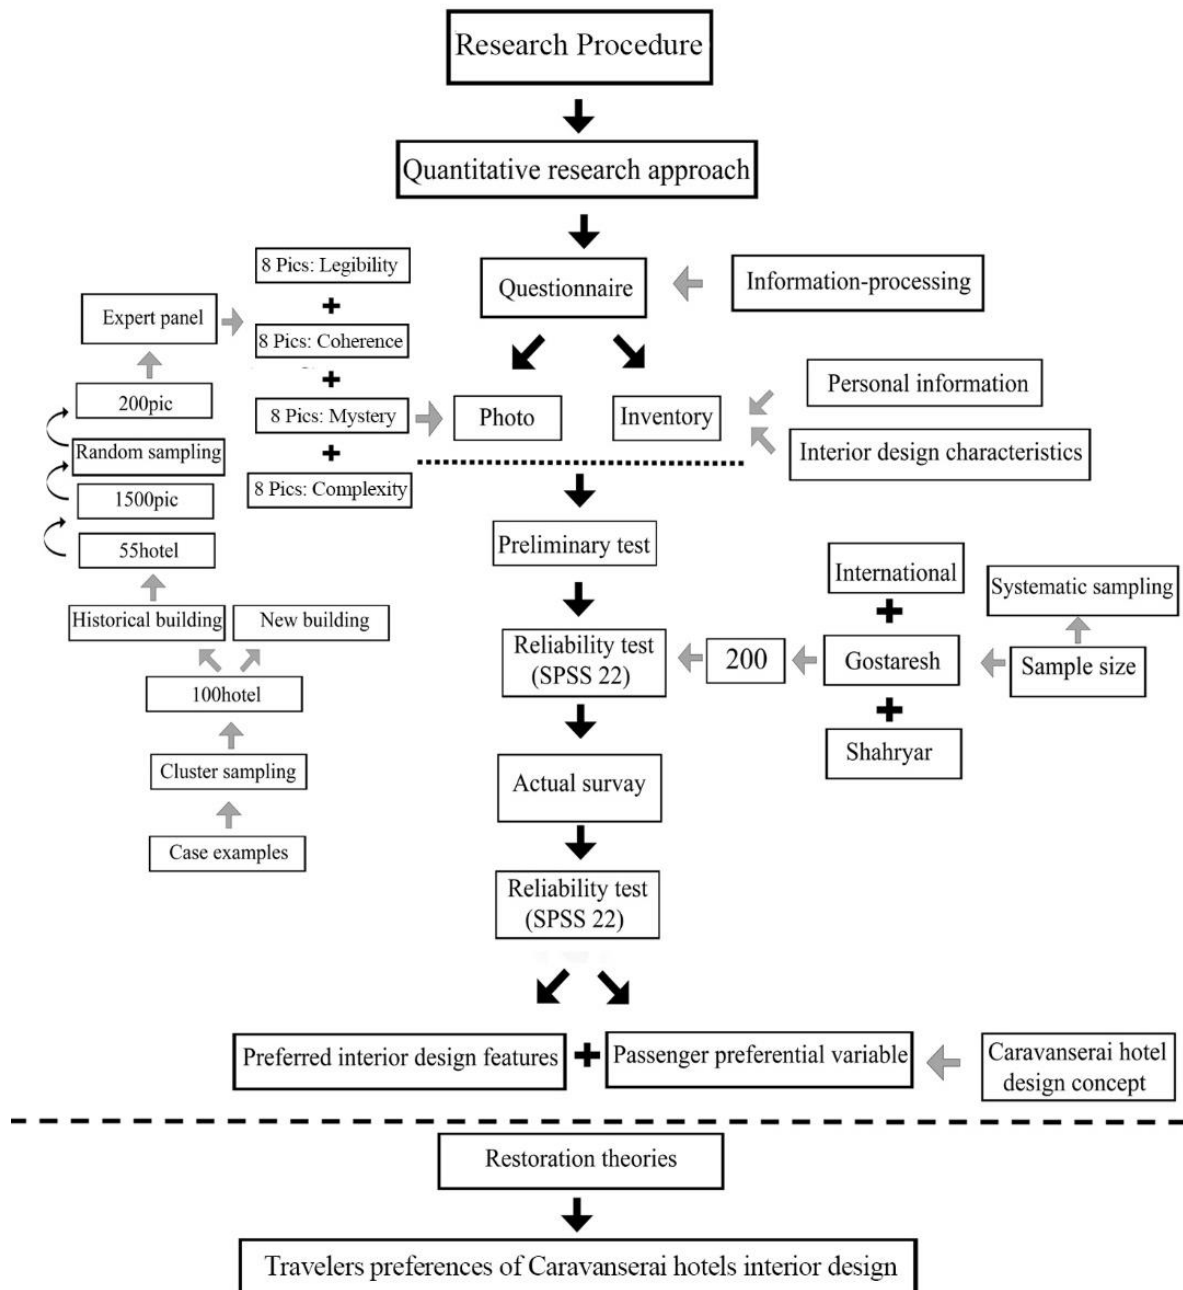 Research Procedure
Quantitative research approach
Questionnaire
Information-processing
8 Pics: Legibility
+
8 Pics: Coherence
+
8 Pics: Mystery
+
8 Pics: Complexity
Expert panel
200pic
Random sampling
1500pic
55hotel
Historical building
New building
100hotel
Cluster sampling
Case examples
Photo
Inventory
Personal information
Interior design characteristics
Preliminary test
Reliability test
(SPSS 22)
200
International
+
Gostaresh
+
Shahryar
Systematic sampling
Sample size
Actual survay
Reliability test
(SPSS 22)
Preferred interior design features
+
Passenger preferential variable
Caravanserai hotel
design concept
Restoration theories
Travelers preferences of Caravanserai hotels interior design